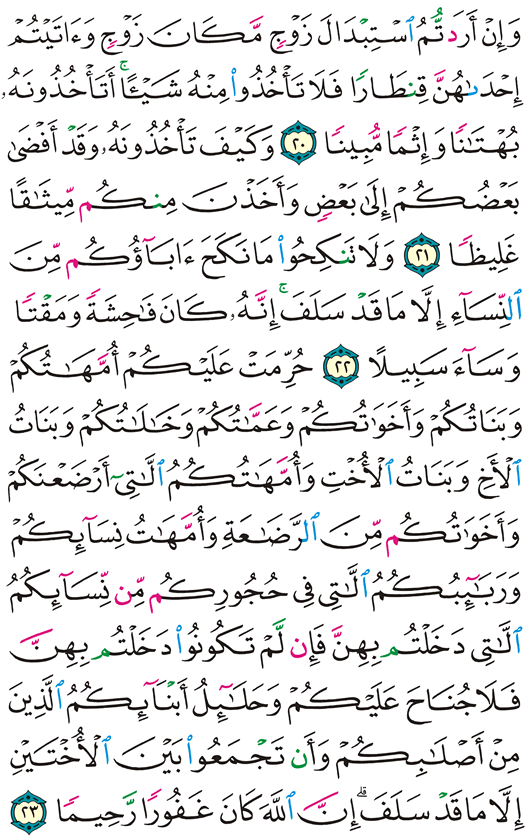 وَإِنْ أَرَدتُّمُ ٱسْتِبْدَالَ زَوْجٍ مَّكَانَ زَوْجٍ وَءَاتَيْتُمْ
إِحْدَىٰهُنَّ قِنطَارًا فَلَا تَأْخُذُوا۟ مِنْهُ شَيْـًٔا ۚ أَتَأْخُذُونَهُۥ
بُهْتَـٰنًا وَإِثْمًا مُّبِينًا ٢٠ وَكَيْفَ تَأْخُذُونَهُۥ وَقَدْ أَفْضَىٰ
بَعْضُكُمْ إِلَىٰ بَعْضٍ وَأَخَذْنَ مِنكُم مِّيثَـٰقًا
غَلِيظًا ٢١ وَلَا تَنكِحُوا۟ مَا نَكَحَ ءَابَآؤُكُم مِّنَ
ٱلنِّسَآءِ إِلَّا مَا قَدْ سَلَفَ ۚ إِنَّهُۥ كَانَ فَـٰحِشَةً وَمَقْتًا
وَسَآءَ سَبِيلًا ٢٢ حُرِّمَتْ عَلَيْكُمْ أُمَّهَـٰتُكُمْ
وَبَنَاتُكُمْ وَأَخَوَٰتُكُمْ وَعَمَّـٰتُكُمْ وَخَـٰلَـٰتُكُمْ وَبَنَاتُ
ٱلْأَخِ وَبَنَاتُ ٱلْأُخْتِ وَأُمَّهَـٰتُكُمُ ٱلَّـٰتِىٓ أَرْضَعْنَكُمْ
وَأَخَوَٰتُكُم مِّنَ ٱلرَّضَـٰعَةِ وَأُمَّهَـٰتُ نِسَآئِكُمْ
وَرَبَـٰٓئِبُكُمُ ٱلَّـٰتِى فِى حُجُورِكُم مِّن نِّسَآئِكُمُ
ٱلَّـٰتِى دَخَلْتُم بِهِنَّ فَإِن لَّمْ تَكُونُوا۟ دَخَلْتُم بِهِنَّ
فَلَا جُنَاحَ عَلَيْكُمْ وَحَلَـٰٓئِلُ أَبْنَآئِكُمُ ٱلَّذِينَ
مِنْ أَصْلَـٰبِكُمْ وَأَن تَجْمَعُوا۟ بَيْنَ ٱلْأُخْتَيْنِ
إِلَّا مَا قَدْ سَلَفَ ۗ إِنَّ ٱللَّهَ كَانَ غَفُورًا رَّحِيمًا ٢٣